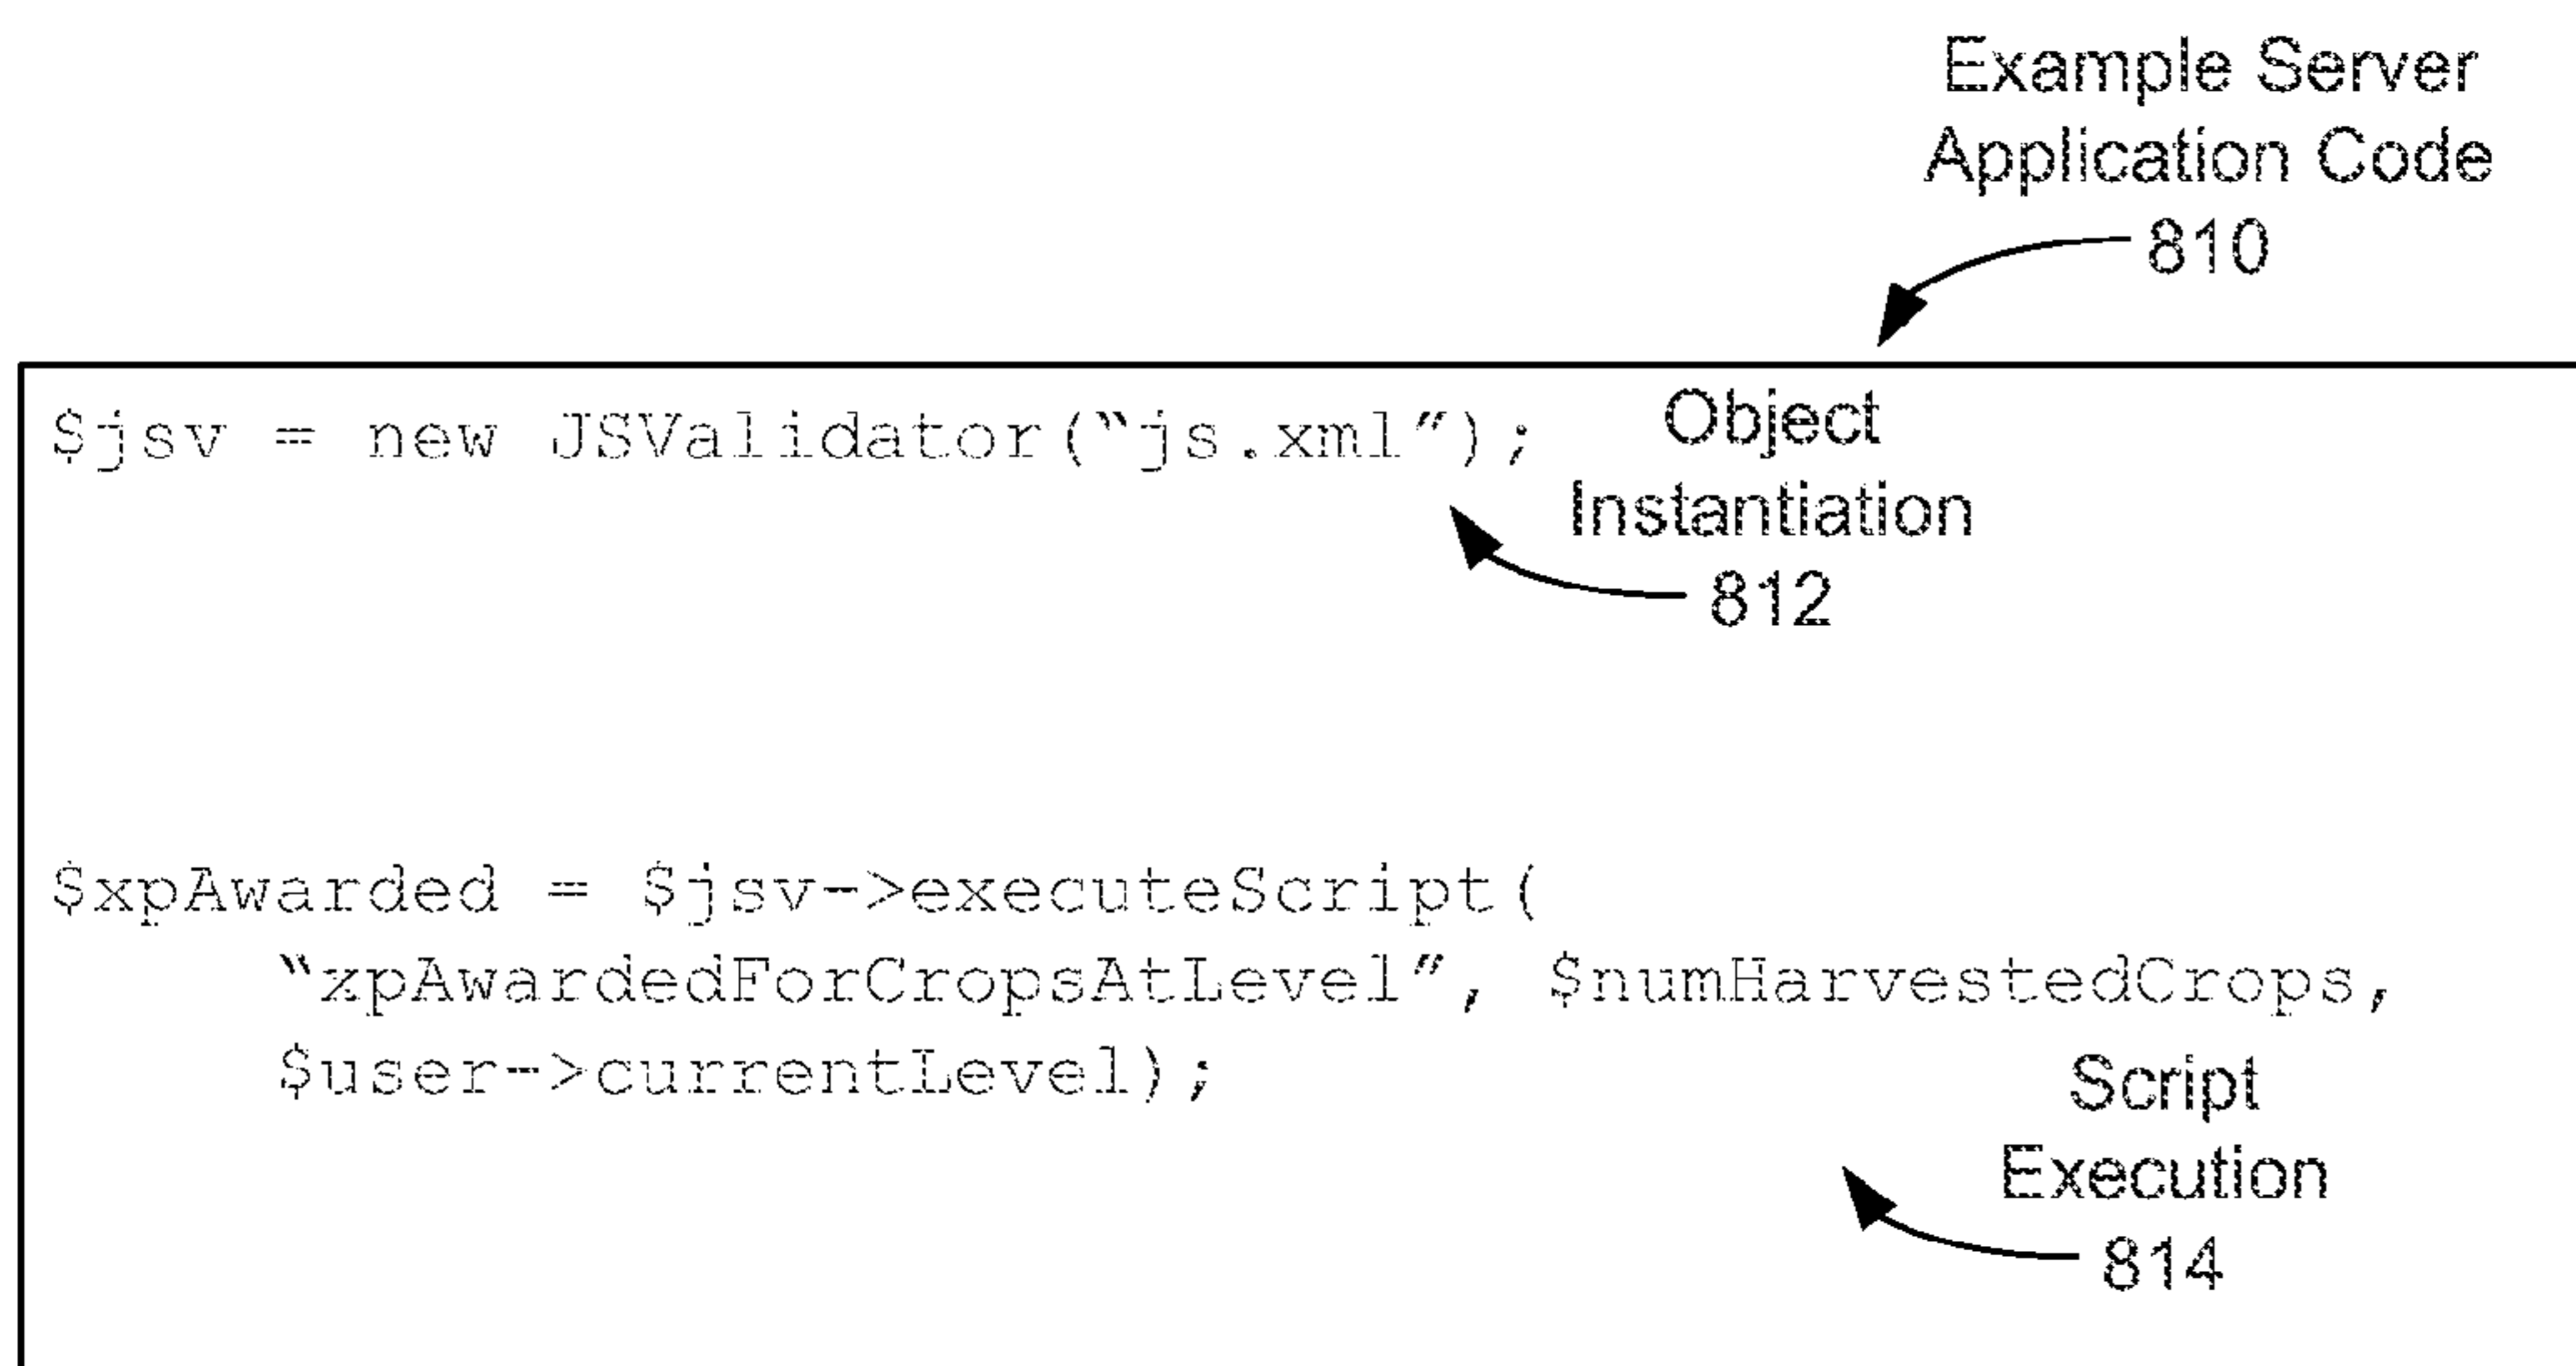 Example Server
Application Code
810
$jsv = new JSValidator(“js.xml”);
Object
Instantiation
812
$xpAwarded = $jsv->executeScript(
“xpAwardedForCropsAtLevel”, $numHarvestedCrops,
$user->currentLevel);
Script
Execution
814